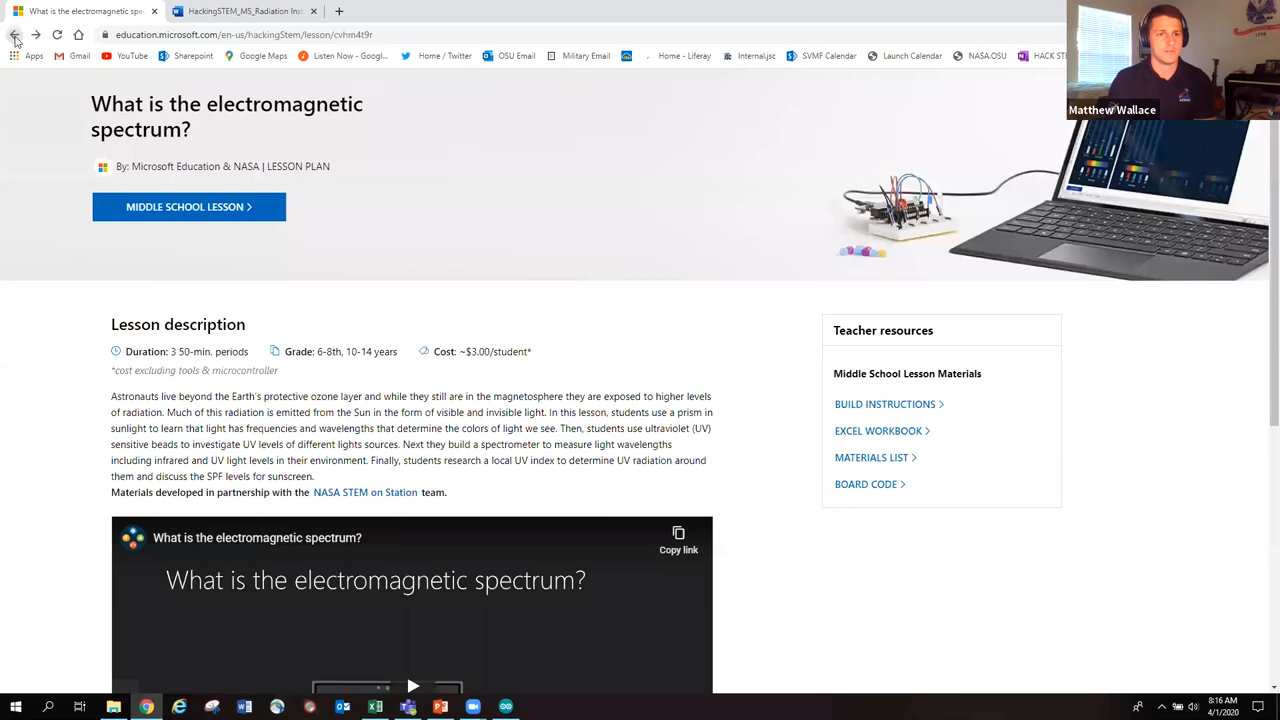 What is the electromagnetic spe
HackingSTEM_MS_Radiation Inst
education.microsoft.
Apps
Gmail
YouTube
Sharepoint
Maps
Service Now
Home / Twitter
OWA Email
Military Email
Home - Liferay
Internal.jsc
SVMF Calendar
Launch Calendar
NASA.GOV
HACK STE
Matthew Wallace
What is the electromagnetic
spectrum?
By: Microsoft Education & NASA | LESSON PLAN
MIDDLE SCHOOL LESSON
Lesson description
Duration: 3 50-min. periods
Grade: 6-8th, 10-14 years
Cost: ~$3.00/student*
*cost excluding tools & microcontroller
Astronauts live beyond the Earth's protective ozone layer and while they still are in the magnetosphere they are exposed to higher levels
of radiation. Much of this radiation is emitted from the Sun in the form of visible and invisible light. In this lesson, students use a prism in
sunlight to learn that light has frequencies and wavelengths that determine the colors of light we see. Then, students use ultraviolet (UV)
sensitive beads to investigate UV levels of different lights sources. Next they build a spectrometer to measure light wavelengths
including infrared and UV light levels in their environment. Finally, students research a local UV index to determine UV radiation around
them and discuss the SPF levels for sunscreen.
Materials developed in partnership with the NASA STEM on Station team.
Teacher resources
Middle School Lesson Materials
BUILD INSTRUCTIONS
EXCEL WORKBOOK
MATERIALS LIST
BOARD CODE
What is the electromagnetic spectrum?
Copy link
What is the electromagnetic spectrum?
8:16 AM
4/1/2020